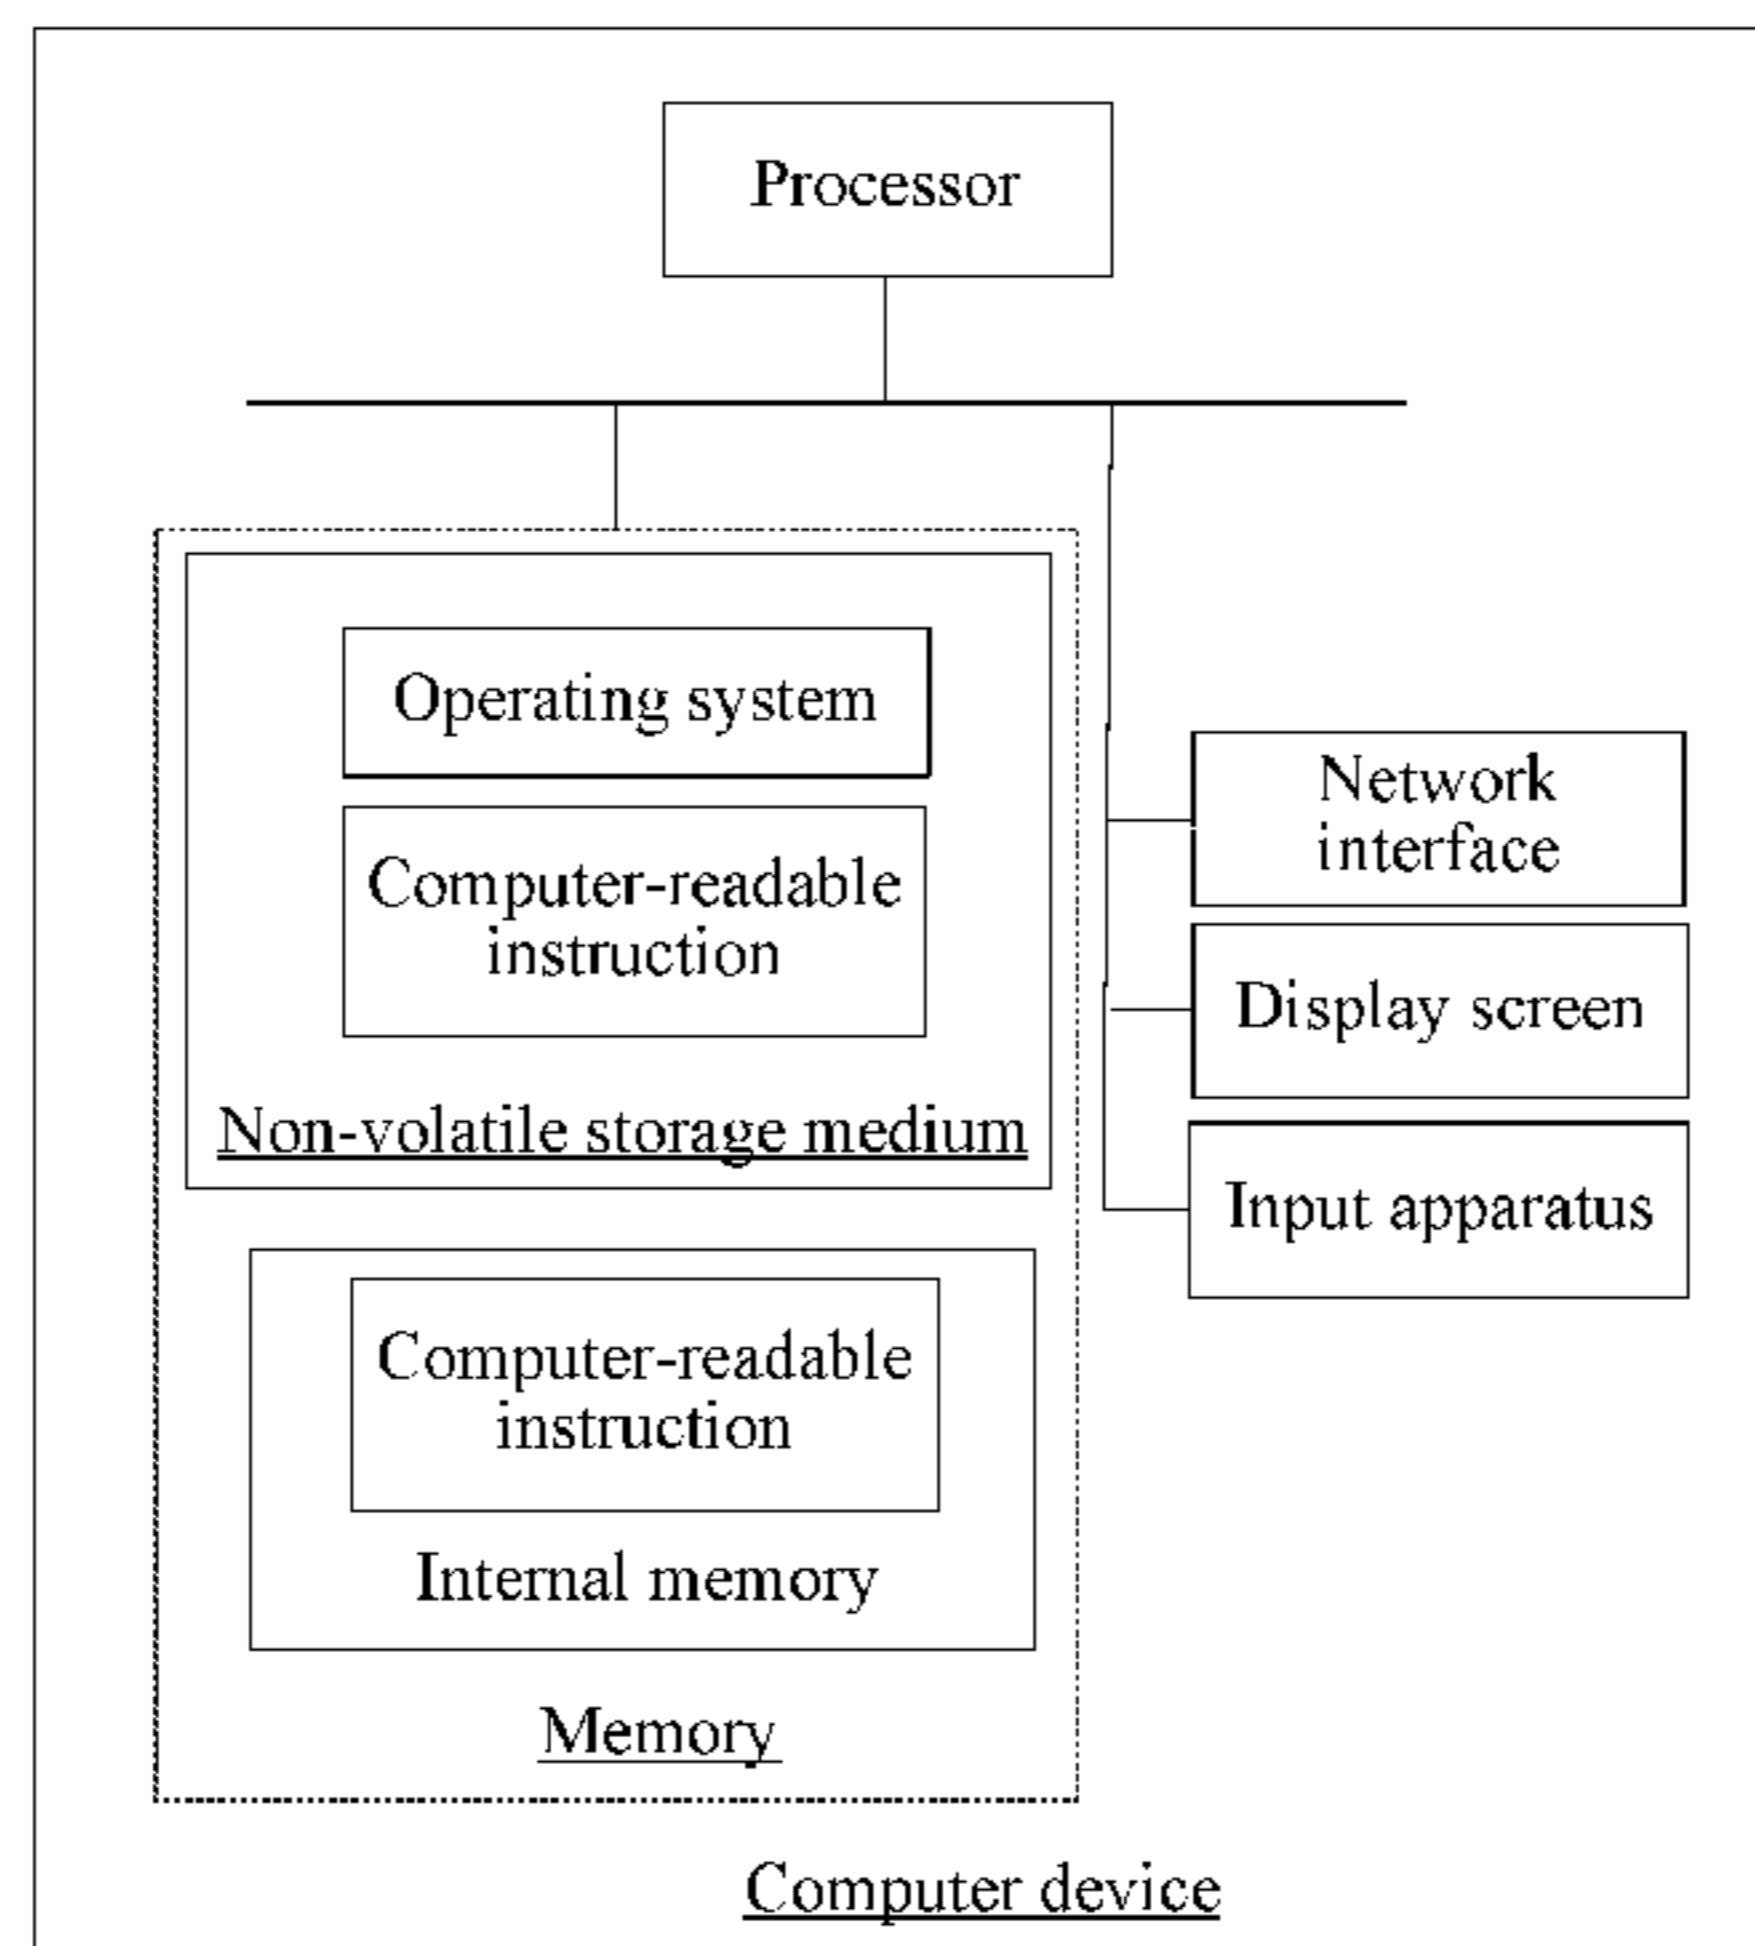 Processor
Operating system
Computer-readable
instruction
Non-volatile storage medium
Network
interface
Display screen
Input apparatus
Computer-readable
instruction
Internal memory
Memory
Computer device